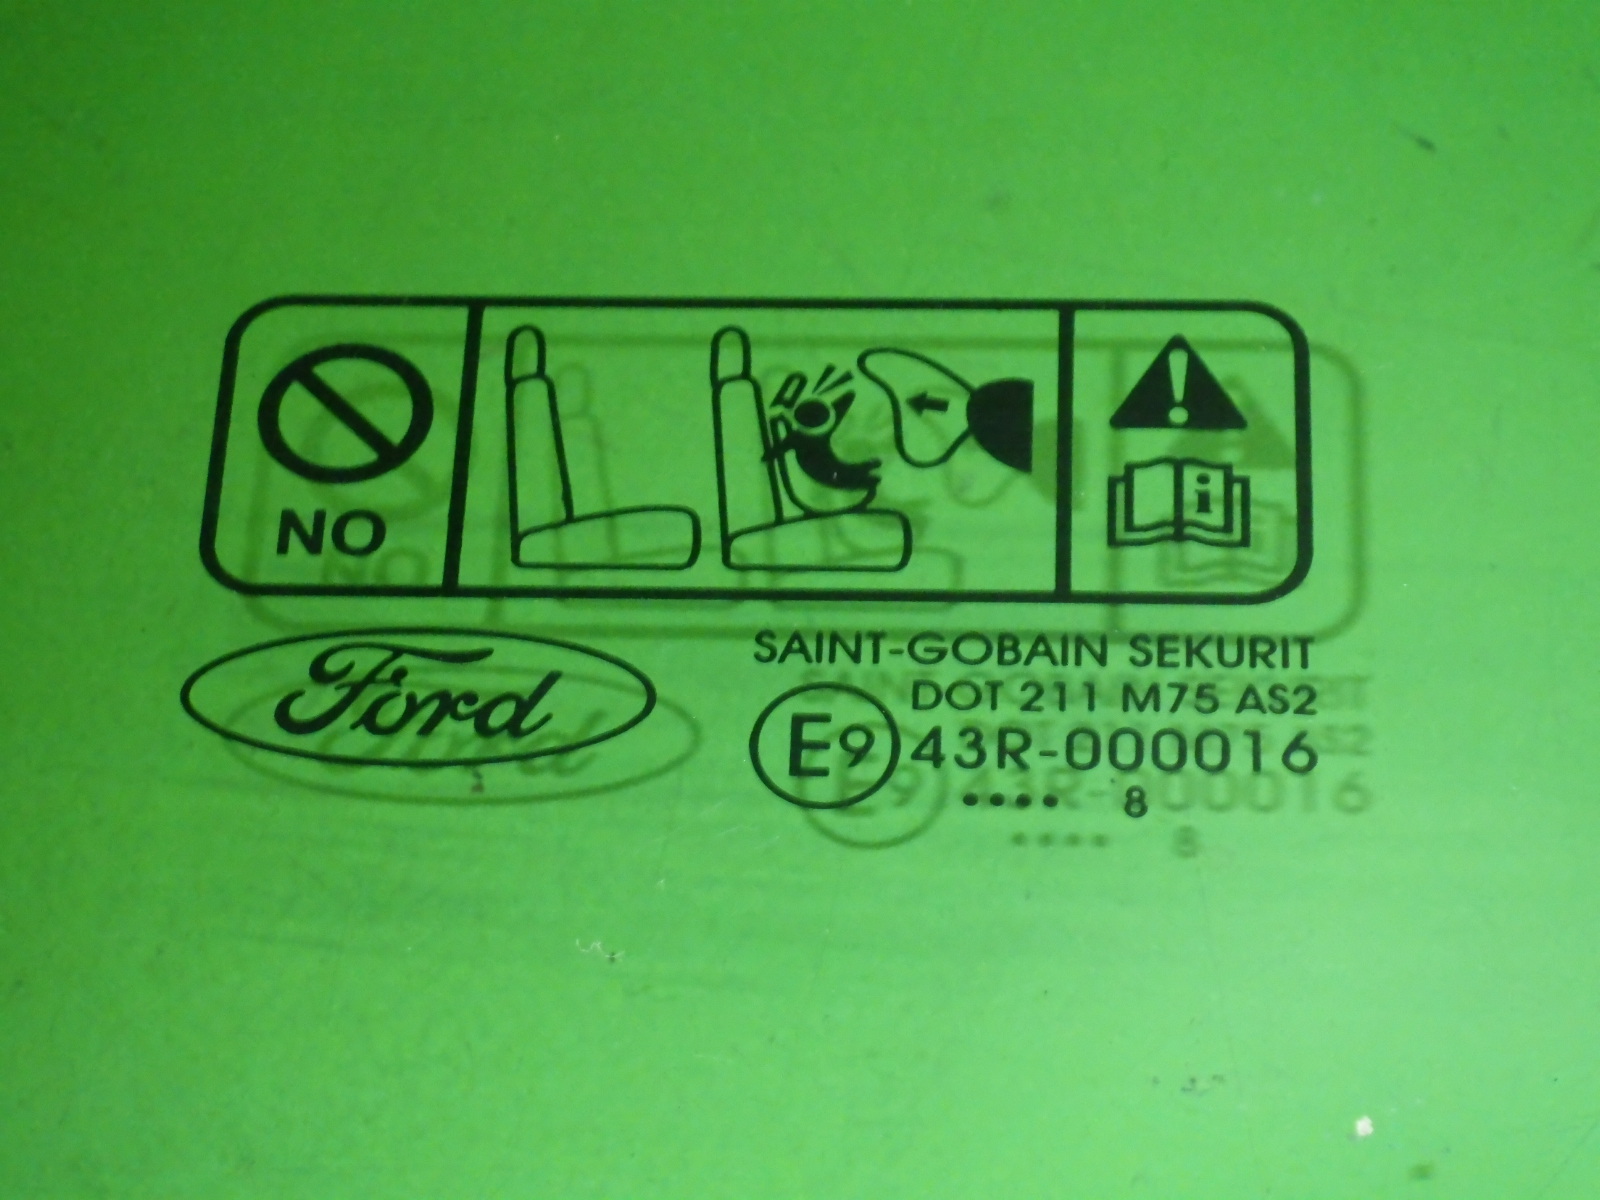 NO
Ford
SAINT-GOBAIN SEKURIT
DOT 211 M75 AS2
E9 43R-000016
.... 8